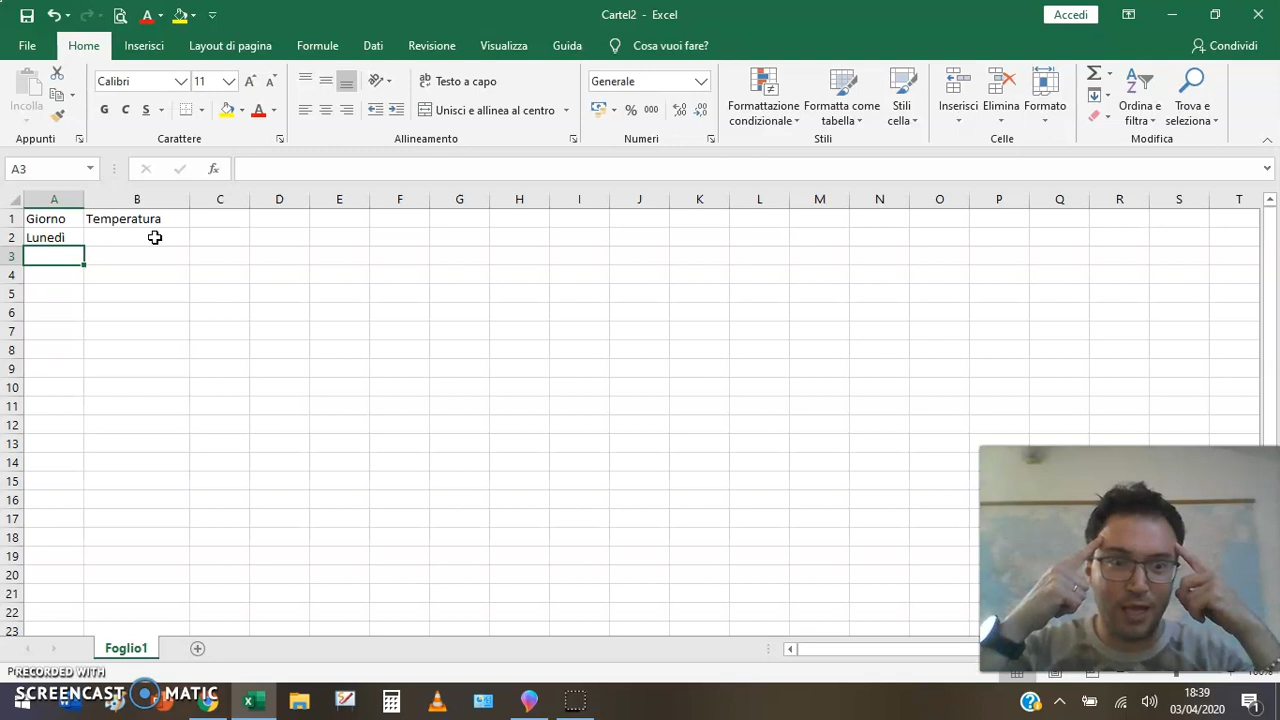 Cartel2 - Excel
Accedi
File
Home
Inserisci
Layout di pagina
Formule
Dati
Revisione
Visualizza
Guida
Cosa vuoi fare?
Condividi
Incolla
Calibri
11
Testo a capo
Generale
G C S
Unisci e allinea al centro
% 000
Formattazione condizionale
Formatta come tabella
Stili cella
Inserisci
Elimina
Formato
Ordina e filtra
Trova e seleziona
Appunti
Carattere
Allineamento
Numeri
Stili
Celle
Modifica
A3
fx
A B C D E F G H I J K L M N O P Q R S T
1 Giorno Temperatura
2 Lunedì
3
4
5
6
7
8
9
10
11
12
13
14
15
16
17
18
19
20
21
22
23
Foglio1
RECORDED WITH
SCREENCAST MATIC
18:39
03/04/2020